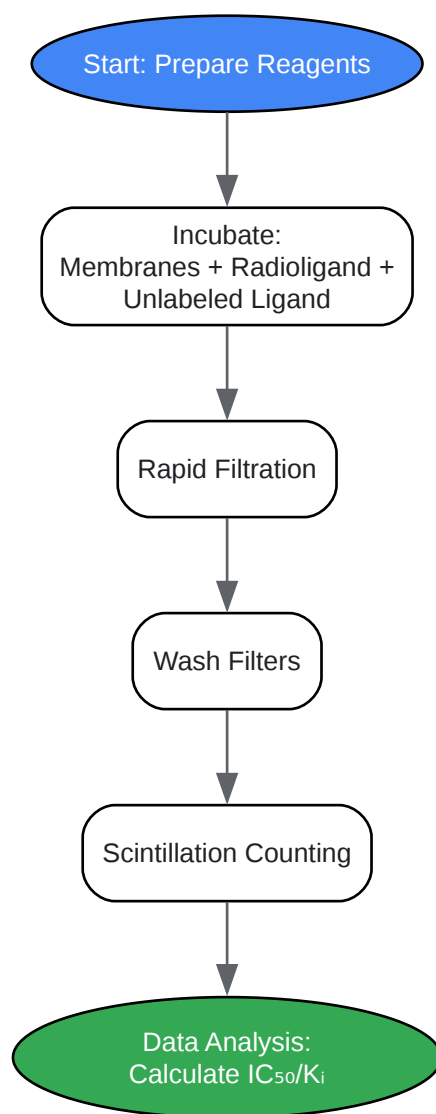 Start: Prepare Reagents
Incubate:
Membranes + Radioligand +
Unlabeled Ligand
Rapid Filtration
Wash Filters
Scintillation Counting
Data Analysis:
Calculate IC₅₀/Kᵢ